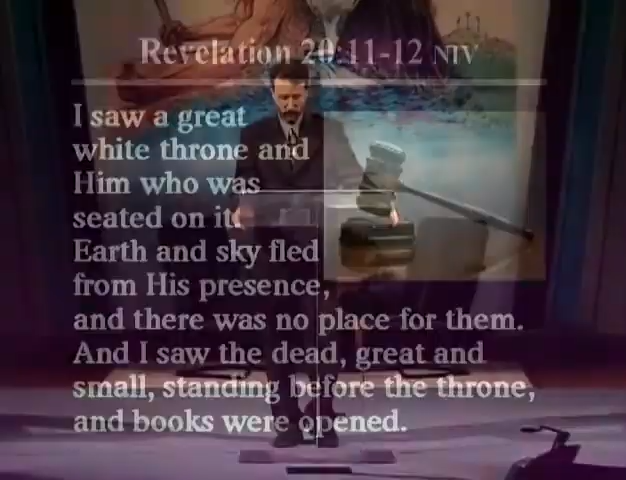 Revelation 20:11-12 NIV
I saw a great
white throne and
Him who was
seated on it.
Earth and sky fled
from His presence,
and there was no place for them.
And I saw the dead, great and
small, standing before the throne,
and books were opened.